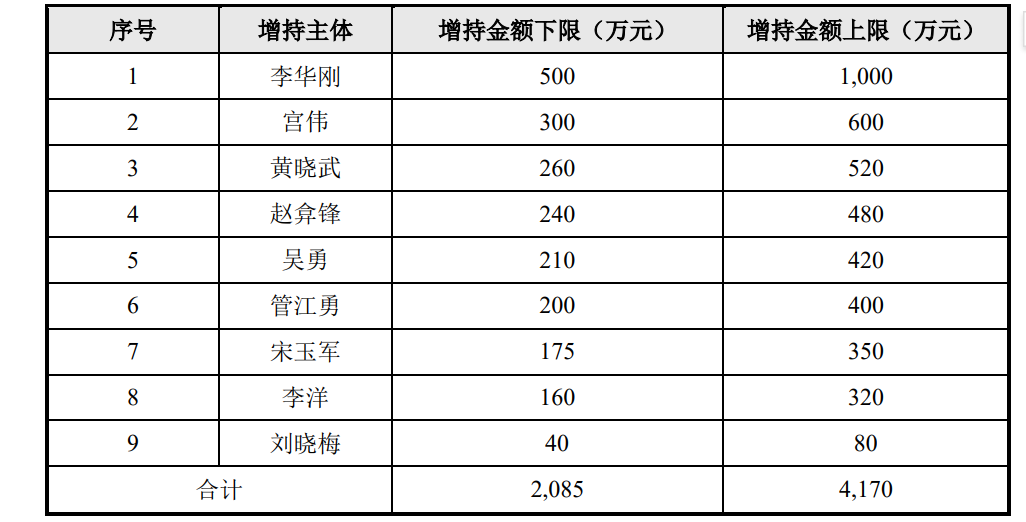 序号 增持主体 增持金额下限（万元） 增持金额上限（万元）
1 李华刚 500 1,000
2 宫伟 300 600
3 黄晓武 260 520
4 赵弇锋 240 480
5 吴勇 210 420
6 管江勇 200 400
7 宋玉军 175 350
8 李洋 160 320
9 刘晓梅 40 80
合计 2,085 4,170